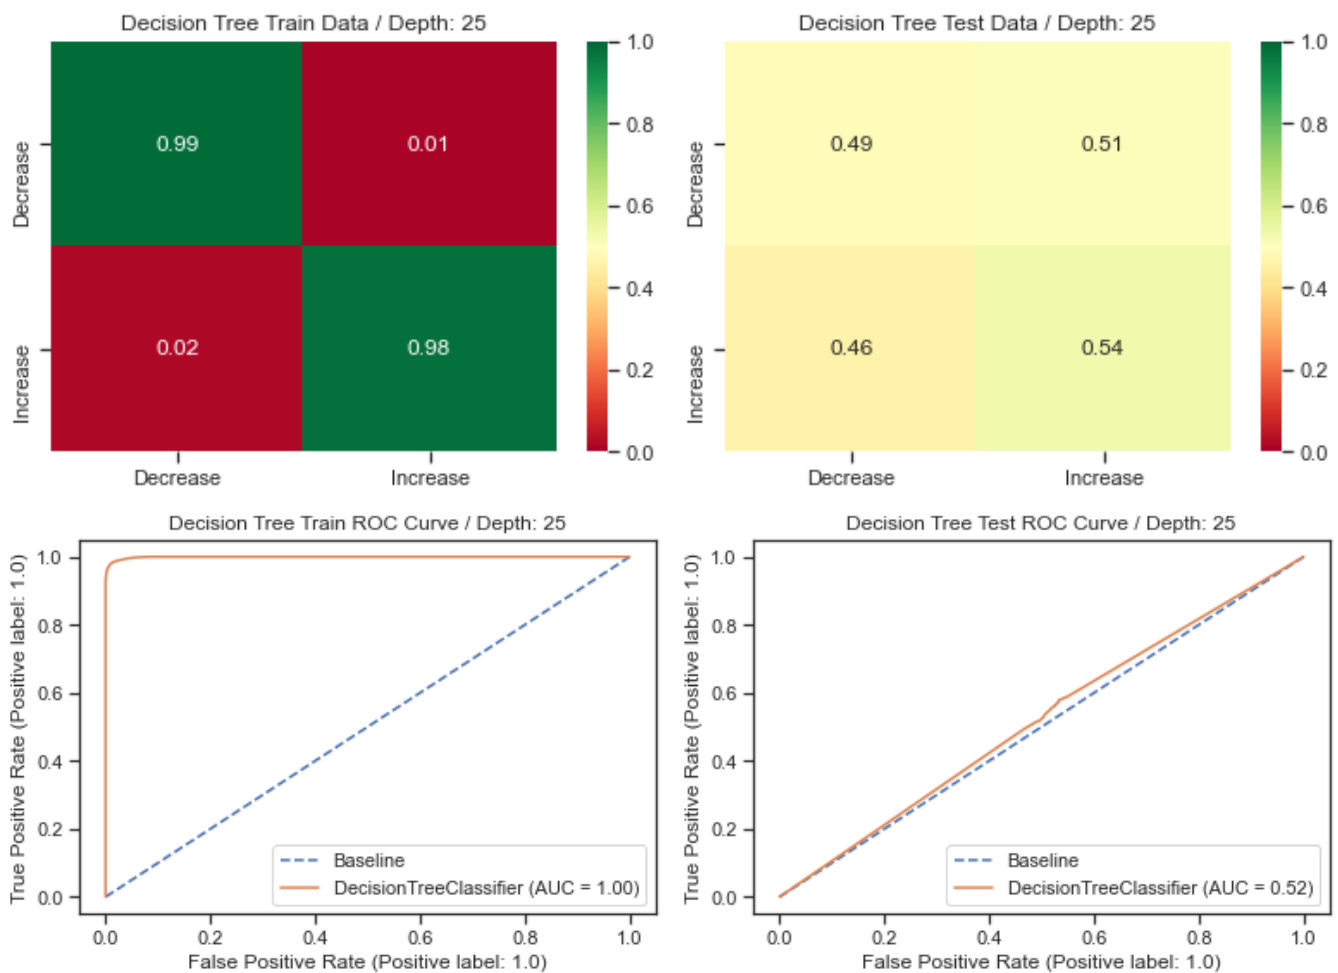 Decision Tree Train Data / Depth: 25
Decrease
Increase
0.99
0.01
0.02
0.98
Decrease
Increase
1.0
0.8
0.6
0.4
0.2
0.0
Decision Tree Test Data / Depth: 25
Decrease
Increase
0.49
0.51
0.46
0.54
Decrease
Increase
1.0
0.8
0.6
0.4
0.2
0.0
Decision Tree Train ROC Curve / Depth: 25
True Positive Rate (Positive label: 1.0)
1.0
0.8
0.6
0.4
0.2
0.0
Baseline
DecisionTreeClassifier (AUC = 1.00)
0.0
0.2
0.4
0.6
0.8
1.0
False Positive Rate (Positive label: 1.0)
Decision Tree Test ROC Curve / Depth: 25
True Positive Rate (Positive label: 1.0)
1.0
0.8
0.6
0.4
0.2
0.0
Baseline
DecisionTreeClassifier (AUC = 0.52)
0.0
0.2
0.4
0.6
0.8
1.0
False Positive Rate (Positive label: 1.0)